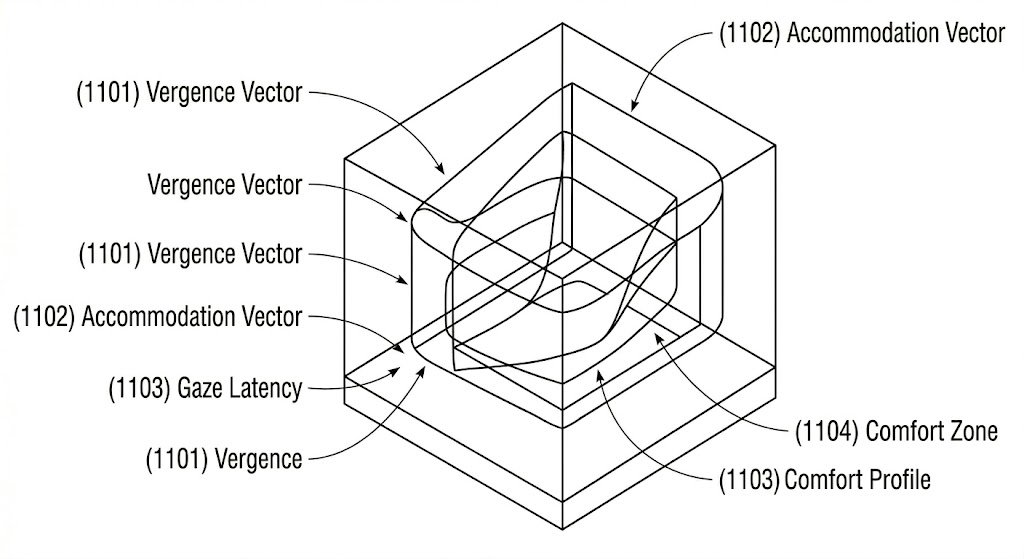 (1102) Accommodation Vector
(1101) Vergence Vector
Vergence Vector
(1101) Vergence Vector
(1102) Accommodation Vector
(1103) Gaze Latency
(1101) Vergence
(1104) Comfort Zone
(1103) Comfort Profile